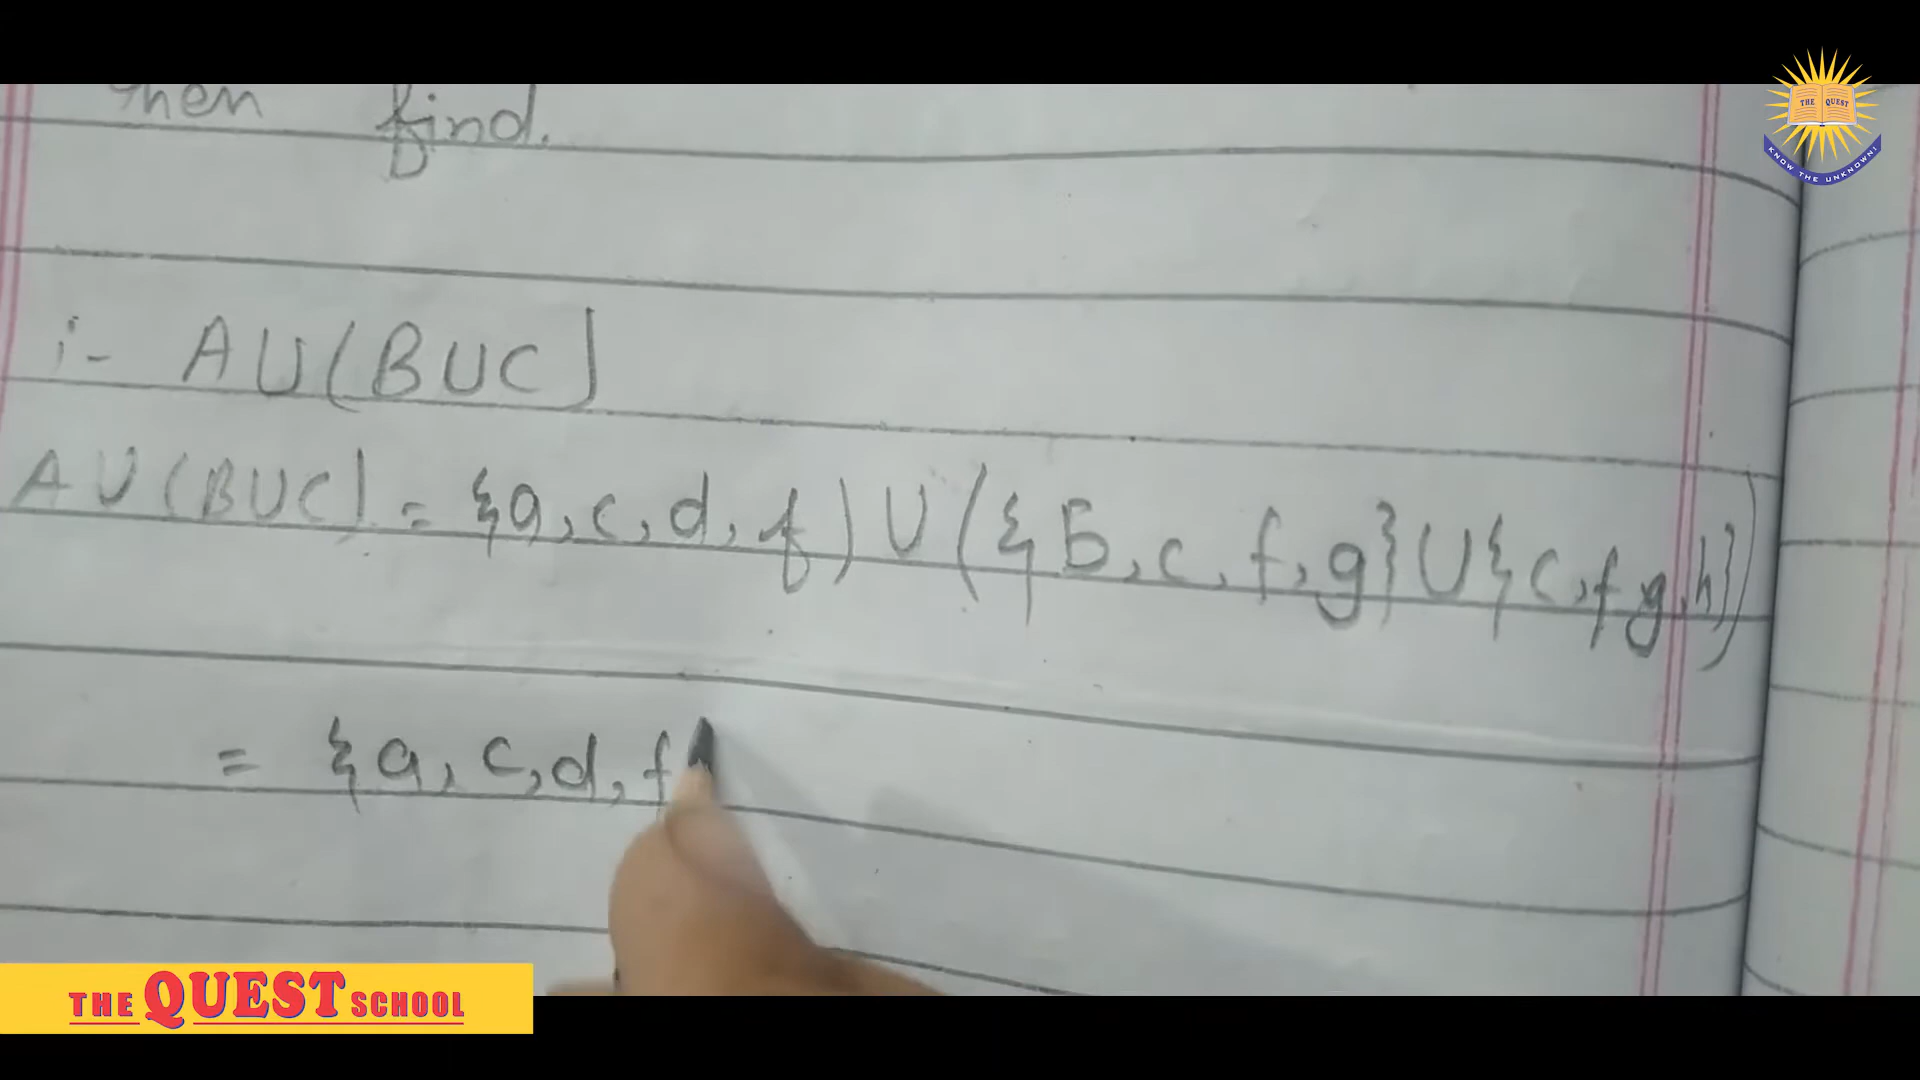 then find.
i- AU(BUC)
AU(BUC) = {a, c, d, f) U ({b, c, f, g} U {c, f, g, h})
= {a, c, d, f
THE QUEST
KNOW THE UNKNOWN!
THE QUEST SCHOOL